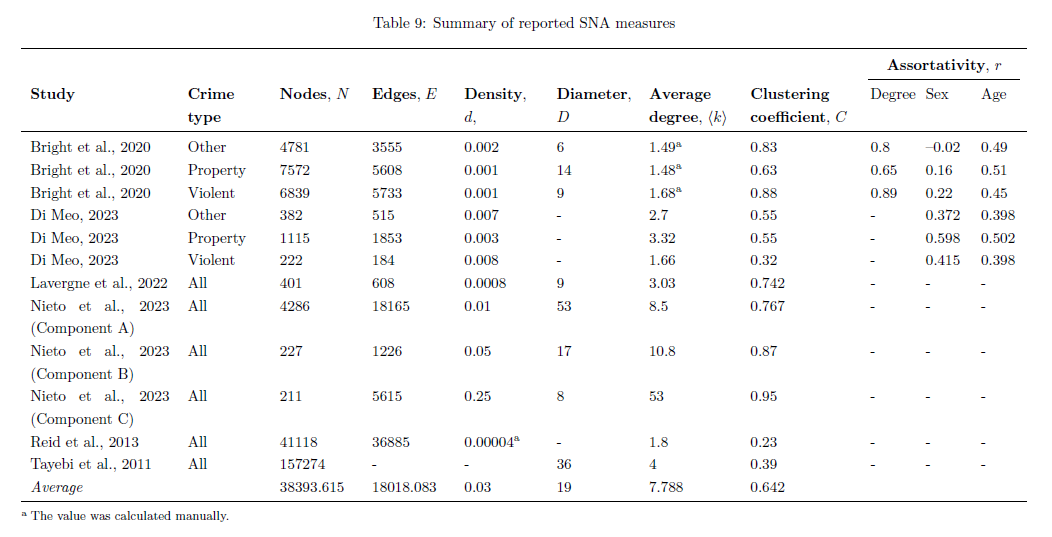 Table 9: Summary of reported SNA measures
Assortativity, r
Study Crime Nodes, N Edges, E Density, Diameter, Average Clustering Degree Sex Age
type d, D degree, ⟨k⟩ coefficient, C
Bright et al., 2020 Other 4781 3555 0.002 6 1.49ᵃ 0.83 0.8 –0.02 0.49
Bright et al., 2020 Property 7572 5608 0.001 14 1.48ᵃ 0.63 0.65 0.16 0.51
Bright et al., 2020 Violent 6839 5733 0.001 9 1.68ᵃ 0.88 0.89 0.22 0.45
Di Meo, 2023 Other 382 515 0.007 - 2.7 0.55 - 0.372 0.398
Di Meo, 2023 Property 1115 1853 0.003 - 3.32 0.55 - 0.598 0.502
Di Meo, 2023 Violent 222 184 0.008 - 1.66 0.32 - 0.415 0.398
Lavergne et al., 2022 All 401 608 0.0008 9 3.03 0.742 - - -
Nieto et al., 2023 All 4286 18165 0.01 53 8.5 0.767 - - -
(Component A)
Nieto et al., 2023 All 227 1226 0.05 17 10.8 0.87 - - -
(Component B)
Nieto et al., 2023 All 211 5615 0.25 8 53 0.95 - - -
(Component C)
Reid et al., 2013 All 41118 36885 0.00004ᵃ - 1.8 0.23 - - -
Tayebi et al., 2011 All 157274 - - 36 4 0.39 - - -
Average 38393.615 18018.083 0.03 19 7.788 0.642
ᵃ The value was calculated manually.